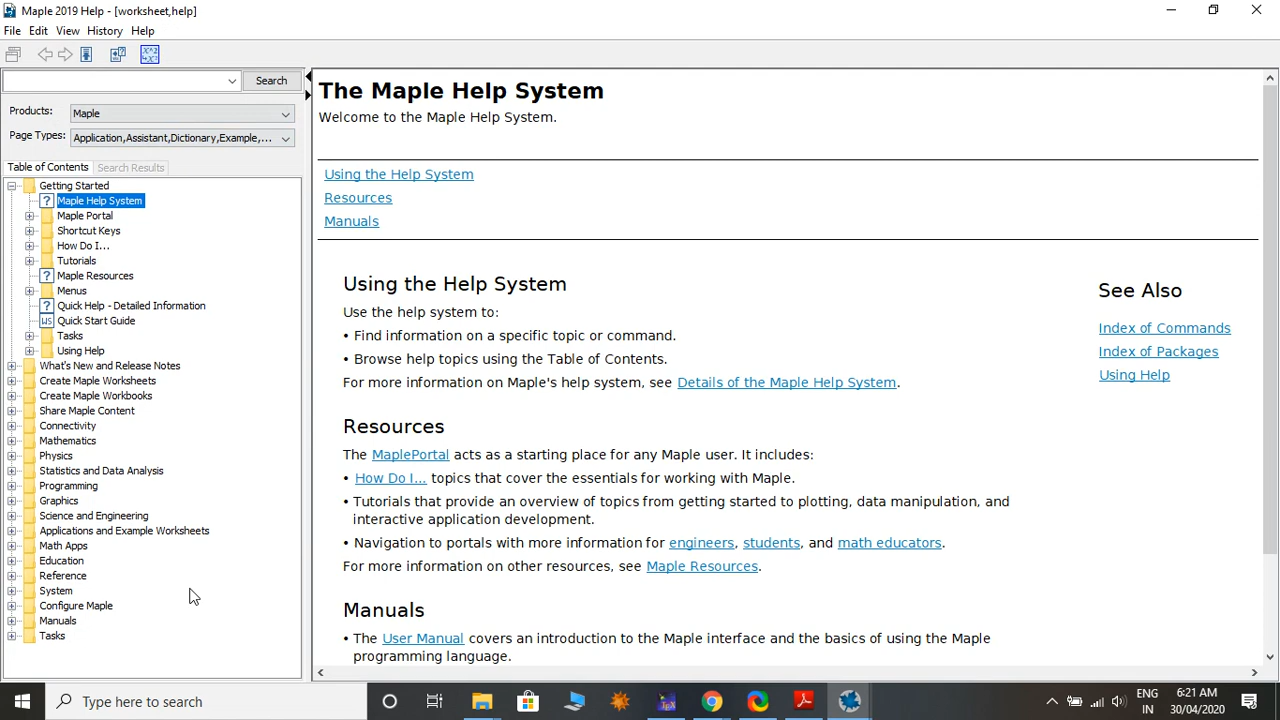 Maple 2019 Help - [worksheet,help]
File Edit View History Help
Search
Products: Maple
Page Types: Application,Assistant,Dictionary,Example,...
Table of Contents Search Results
Getting Started
Maple Help System
Maple Portal
Shortcut Keys
How Do I...
Tutorials
Maple Resources
Menus
Quick Help - Detailed Information
Quick Start Guide
Tasks
Using Help
What's New and Release Notes
Create Maple Worksheets
Create Maple Workbooks
Share Maple Content
Connectivity
Mathematics
Physics
Statistics and Data Analysis
Programming
Graphics
Science and Engineering
Applications and Example Worksheets
Math Apps
Education
Reference
System
Configure Maple
Manuals
Tasks
The Maple Help System
Welcome to the Maple Help System.
Using the Help System
Resources
Manuals
Using the Help System
Use the help system to:
• Find information on a specific topic or command.
• Browse help topics using the Table of Contents.
For more information on Maple's help system, see Details of the Maple Help System.
Resources
The MaplePortal acts as a starting place for any Maple user. It includes:
• How Do I... topics that cover the essentials for working with Maple.
• Tutorials that provide an overview of topics from getting started to plotting, data manipulation, and
interactive application development.
• Navigation to portals with more information for engineers, students, and math educators.
For more information on other resources, see Maple Resources.
Manuals
• The User Manual covers an introduction to the Maple interface and the basics of using the Maple
programming language.
See Also
Index of Commands
Index of Packages
Using Help
Type here to search
ENG
IN
6:21 AM
30/04/2020